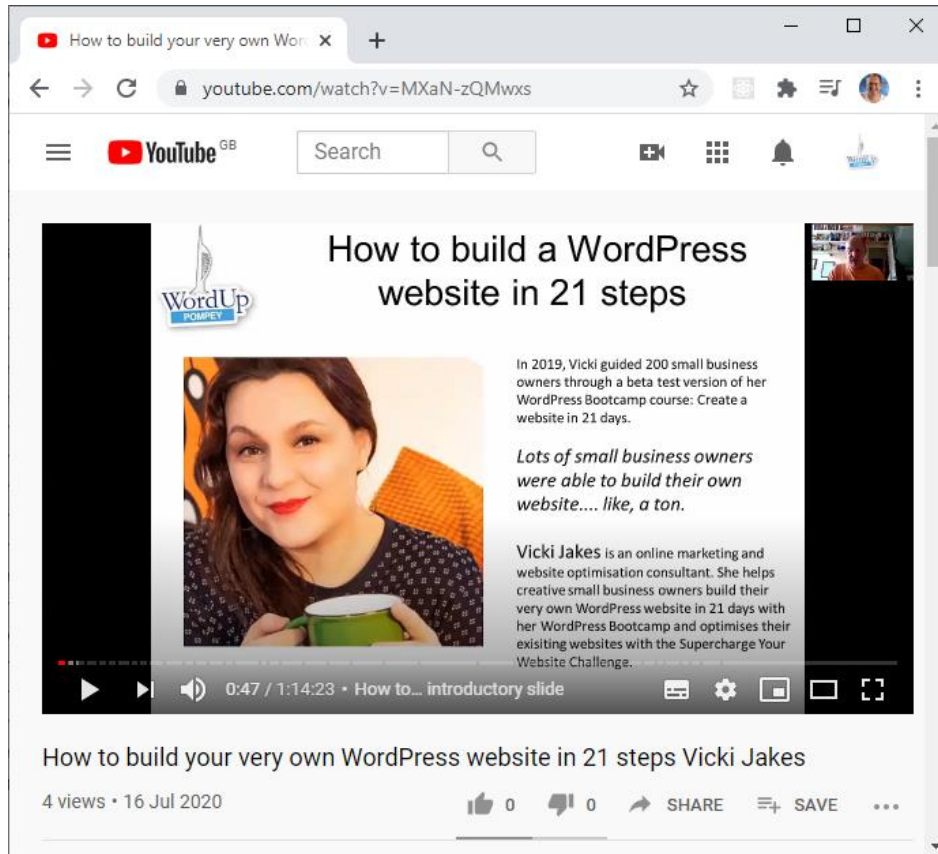 How to build your very own Wor
youtube.com/watch?v=MXaN-zQMwxs
YouTube GB
Search
WordUp
POMPEY
How to build a WordPress
website in 21 steps
In 2019, Vicki guided 200 small business
owners through a beta test version of her
WordPress Bootcamp course: Create a
website in 21 days.
Lots of small business owners
were able to build their own
website.... like, a ton.
Vicki Jakes is an online marketing and
website optimisation consultant. She helps
creative small business owners build their
very own WordPress website in 21 days with
her WordPress Bootcamp and optimises their
exisiting websites with the Supercharge Your
Website Challenge.
0:47 / 1:14:23 • How to... introductory slide
How to build your very own WordPress website in 21 steps Vicki Jakes
4 views • 16 Jul 2020
0 0 SHARE SAVE